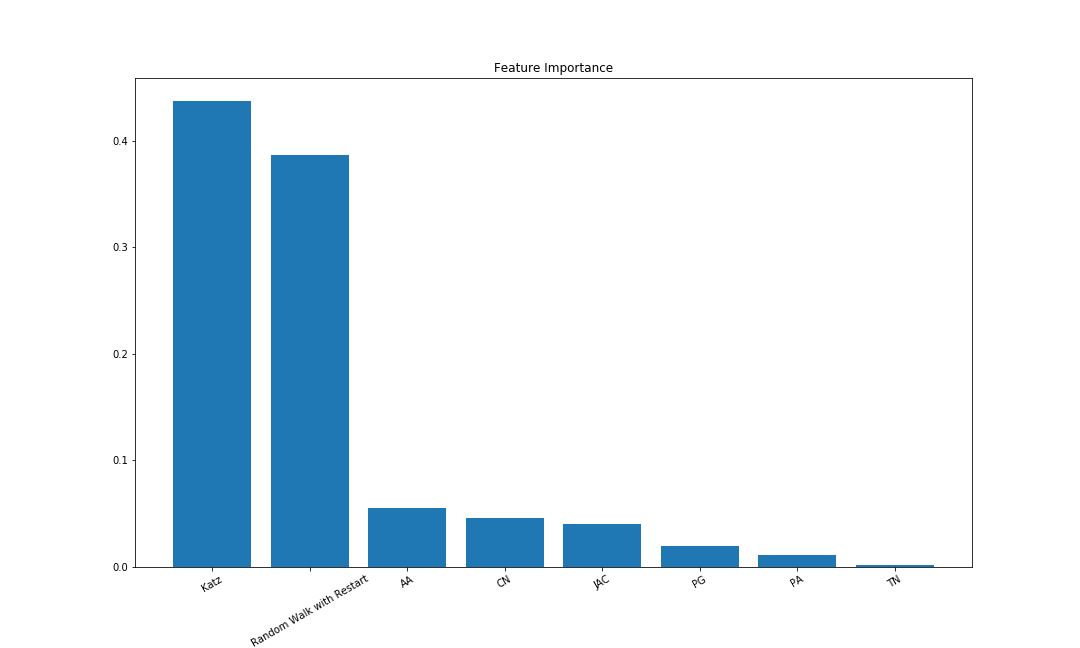 Feature Importance
0.4
0.3
0.2
0.1
0.0
Katz
Random Walk with Restart
AA
CN
JAC
PG
PA
TN